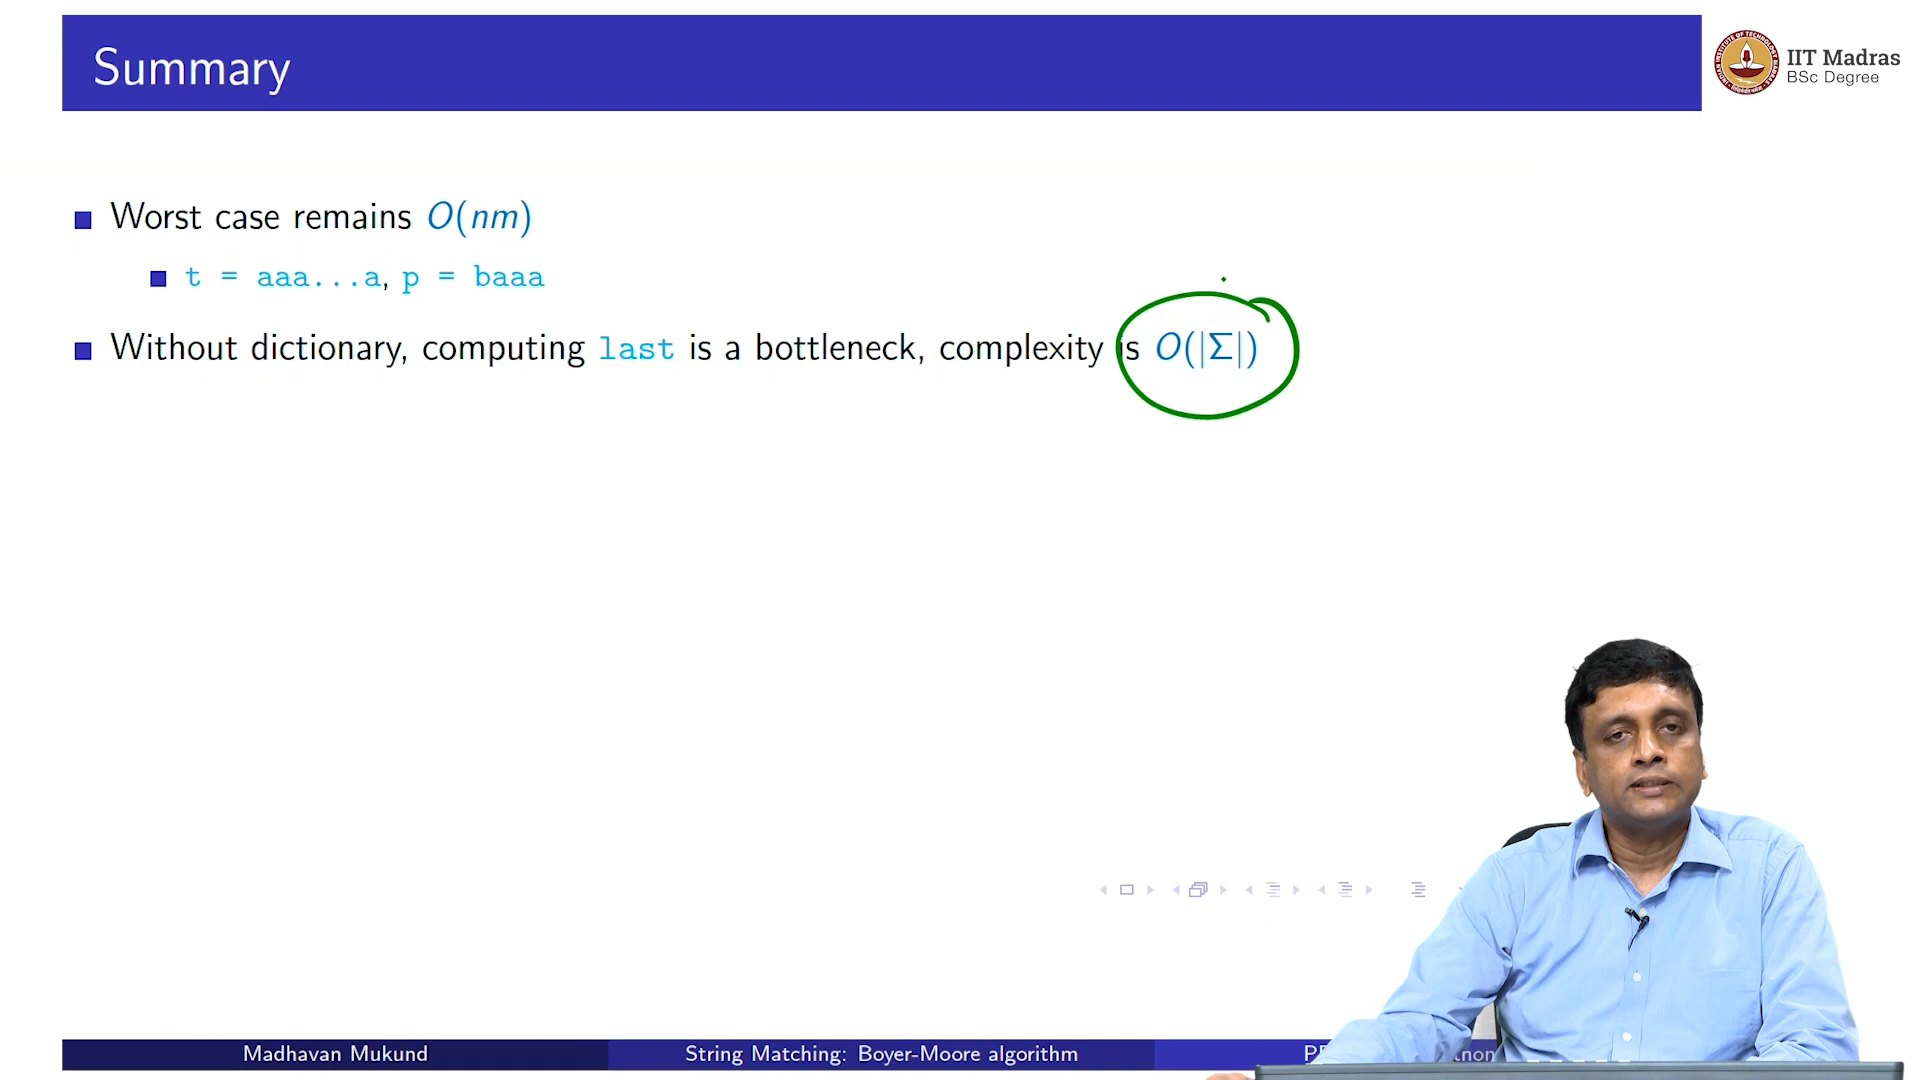 Summary
IIT Madras
BSc Degree
Worst case remains O(nm)
t = aaa...a, p = baaa
Without dictionary, computing last is a bottleneck, complexity is O(|Σ|)
Madhavan Mukund
String Matching: Boyer-Moore algorithm